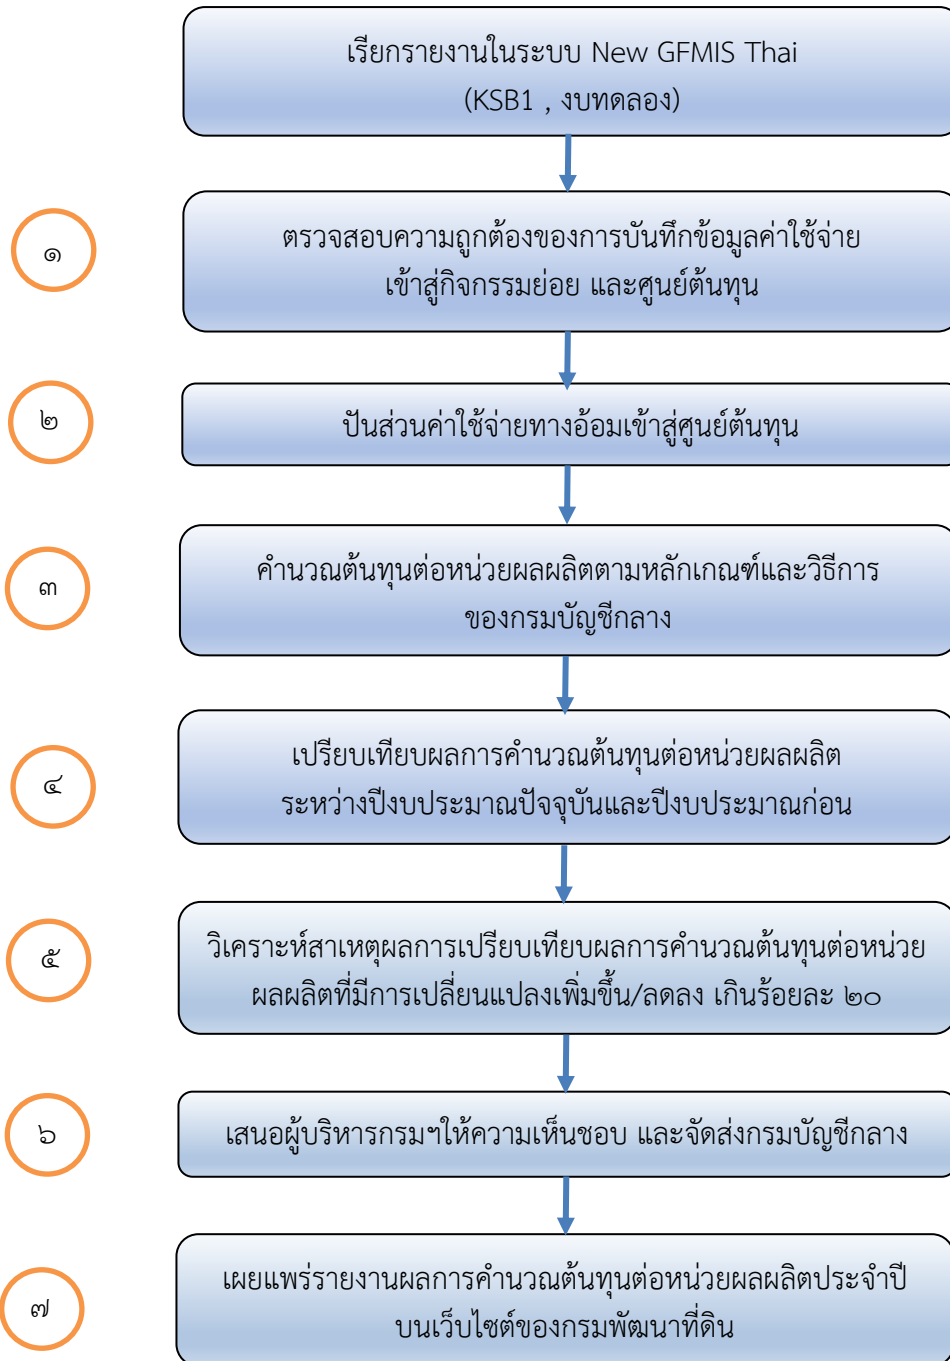 เรียกรายงานในระบบ New GFMIS Thai
(KSB1 , งบทดลอง)
๑
ตรวจสอบความถูกต้องของการบันทึกข้อมูลค่าใช้จ่าย
เข้าสู่กิจกรรมย่อย และศูนย์ต้นทุน
๒
ปันส่วนค่าใช้จ่ายทางอ้อมเข้าสู่ศูนย์ต้นทุน
๓
คำนวณต้นทุนต่อหน่วยผลผลิตตามหลักเกณฑ์และวิธีการ
ของกรมบัญชีกลาง
๔
เปรียบเทียบผลการคำนวณต้นทุนต่อหน่วยผลผลิต
ระหว่างปีงบประมาณปัจจุบันและปีงบประมาณก่อน
๕
วิเคราะห์สาเหตุผลการเปรียบเทียบผลการคำนวณต้นทุนต่อหน่วย
ผลผลิตที่มีการเปลี่ยนแปลงเพิ่มขึ้น/ลดลง เกินร้อยละ ๒๐
๖
เสนอผู้บริหารกรมฯให้ความเห็นชอบ และจัดส่งกรมบัญชีกลาง
๗
เผยแพร่รายงานผลการคำนวณต้นทุนต่อหน่วยผลผลิตประจำปี
บนเว็บไซต์ของกรมพัฒนาที่ดิน